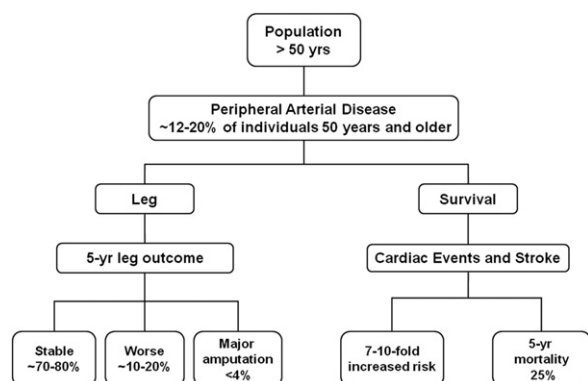 Population
> 50 yrs
Peripheral Arterial Disease
~12-20% of individuals 50 years and older
Leg
Survival
5-yr leg outcome
Cardiac Events and Stroke
Stable
~70-80%
Worse
~10-20%
Major
amputation
<4%
7-10-fold
increased risk
5-yr
mortality
25%